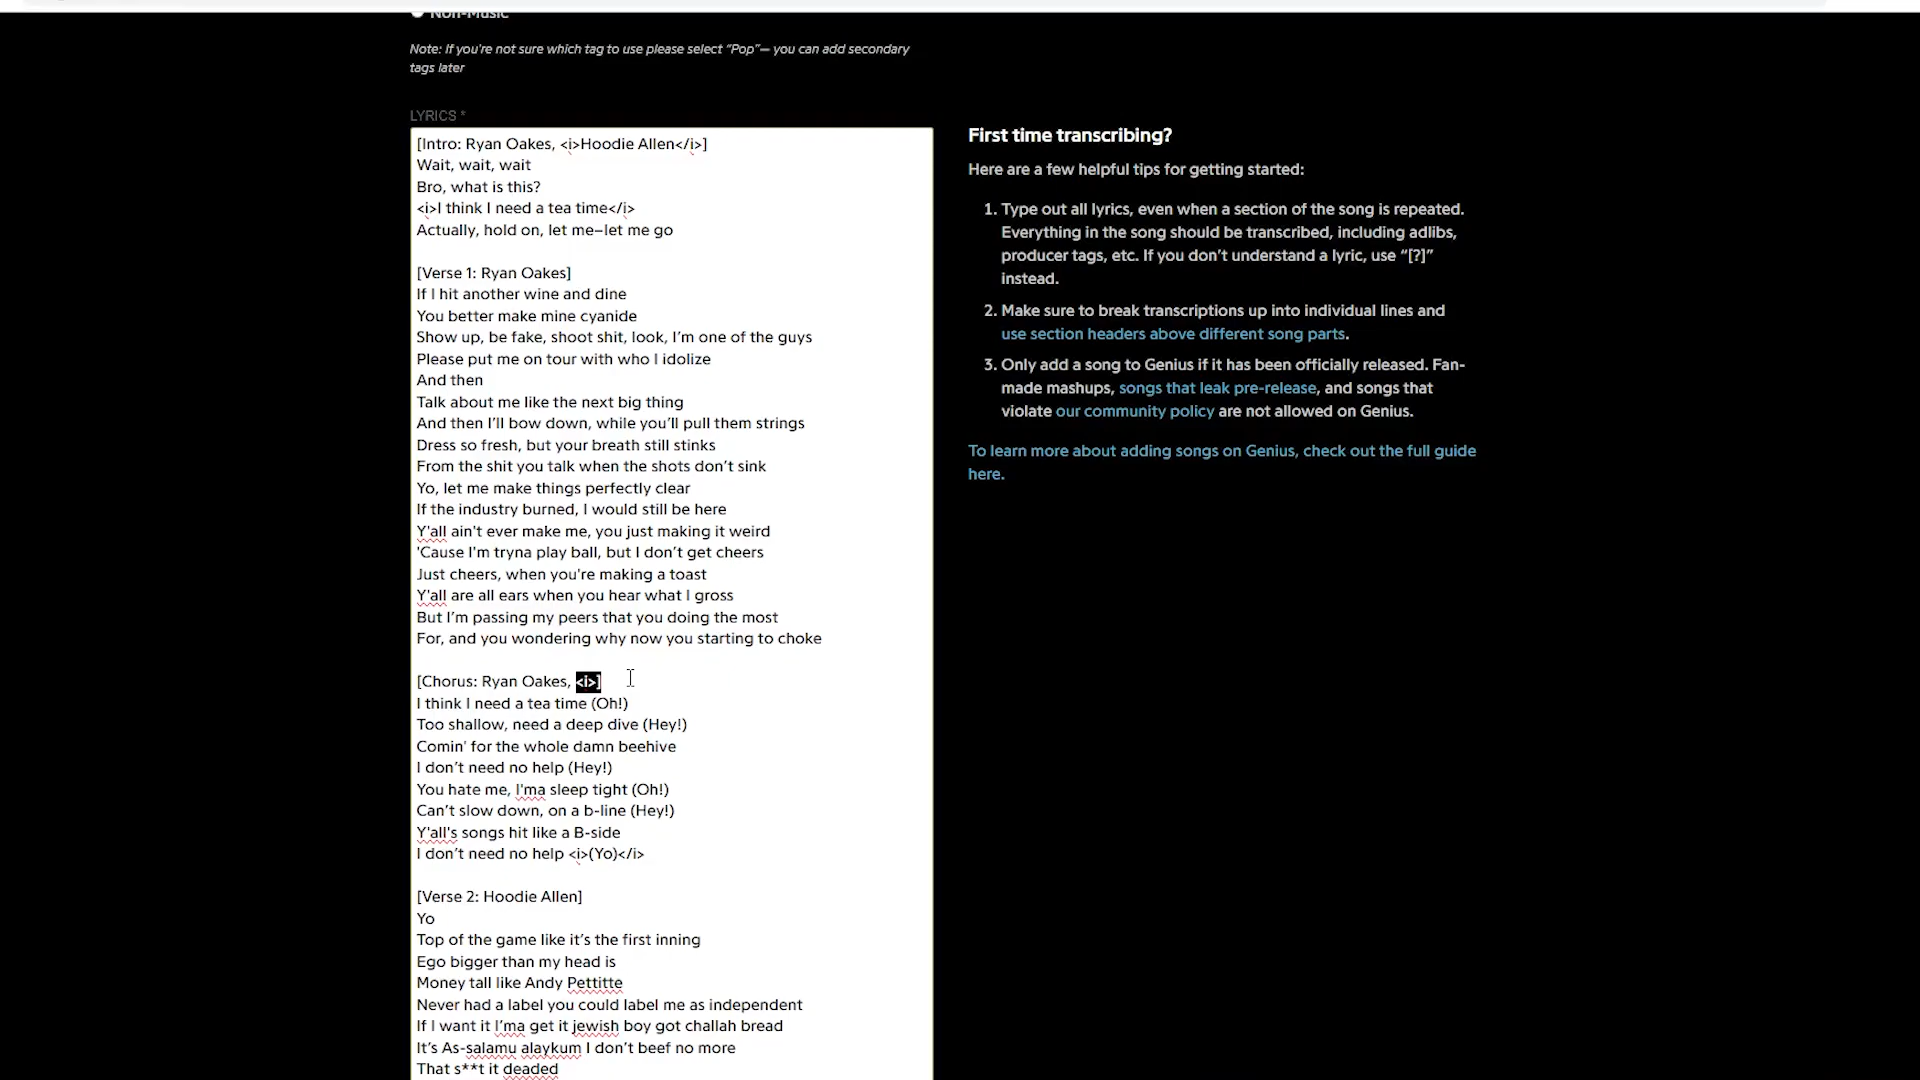 Non-Music
Note: If you're not sure which tag to use please select “Pop”— you can add secondary
tags later
LYRICS *
[Intro: Ryan Oakes, <i>Hoodie Allen</i>]
Wait, wait, wait
Bro, what is this?
<i>I think I need a tea time</i>
Actually, hold on, let me–let me go
[Verse 1: Ryan Oakes]
If I hit another wine and dine
You better make mine cyanide
Show up, be fake, shoot shit, look, I’m one of the guys
Please put me on tour with who I idolize
And then
Talk about me like the next big thing
And then I’ll bow down, while you’ll pull them strings
Dress so fresh, but your breath still stinks
From the shit you talk when the shots don’t sink
Yo, let me make things perfectly clear
If the industry burned, I would still be here
Y'all ain't ever make me, you just making it weird
'Cause I'm tryna play ball, but I don’t get cheers
Just cheers, when you're making a toast
Y'all are all ears when you hear what I gross
But I’m passing my peers that you doing the most
For, and you wondering why now you starting to choke
[Chorus: Ryan Oakes, <i>]
I think I need a tea time (Oh!)
Too shallow, need a deep dive (Hey!)
Comin' for the whole damn beehive
I don’t need no help (Hey!)
You hate me, I'ma sleep tight (Oh!)
Can’t slow down, on a b-line (Hey!)
Y'all's songs hit like a B-side
I don’t need no help <i>(Yo)</i>
[Verse 2: Hoodie Allen]
Yo
Top of the game like it’s the first inning
Ego bigger than my head is
Money tall like Andy Pettitte
Never had a label you could label me as independent
If I want it I’ma get it jewish boy got challah bread
It’s As-salamu alaykum I don’t beef no more
That s**t it deaded
First time transcribing?
Here are a few helpful tips for getting started:
1. Type out all lyrics, even when a section of the song is repeated.
Everything in the song should be transcribed, including adlibs,
producer tags, etc. If you don’t understand a lyric, use “[?]”
instead.
2. Make sure to break transcriptions up into individual lines and
use section headers above different song parts.
3. Only add a song to Genius if it has been officially released. Fan-
made mashups, songs that leak pre-release, and songs that
violate our community policy are not allowed on Genius.
To learn more about adding songs on Genius, check out the full guide
here.